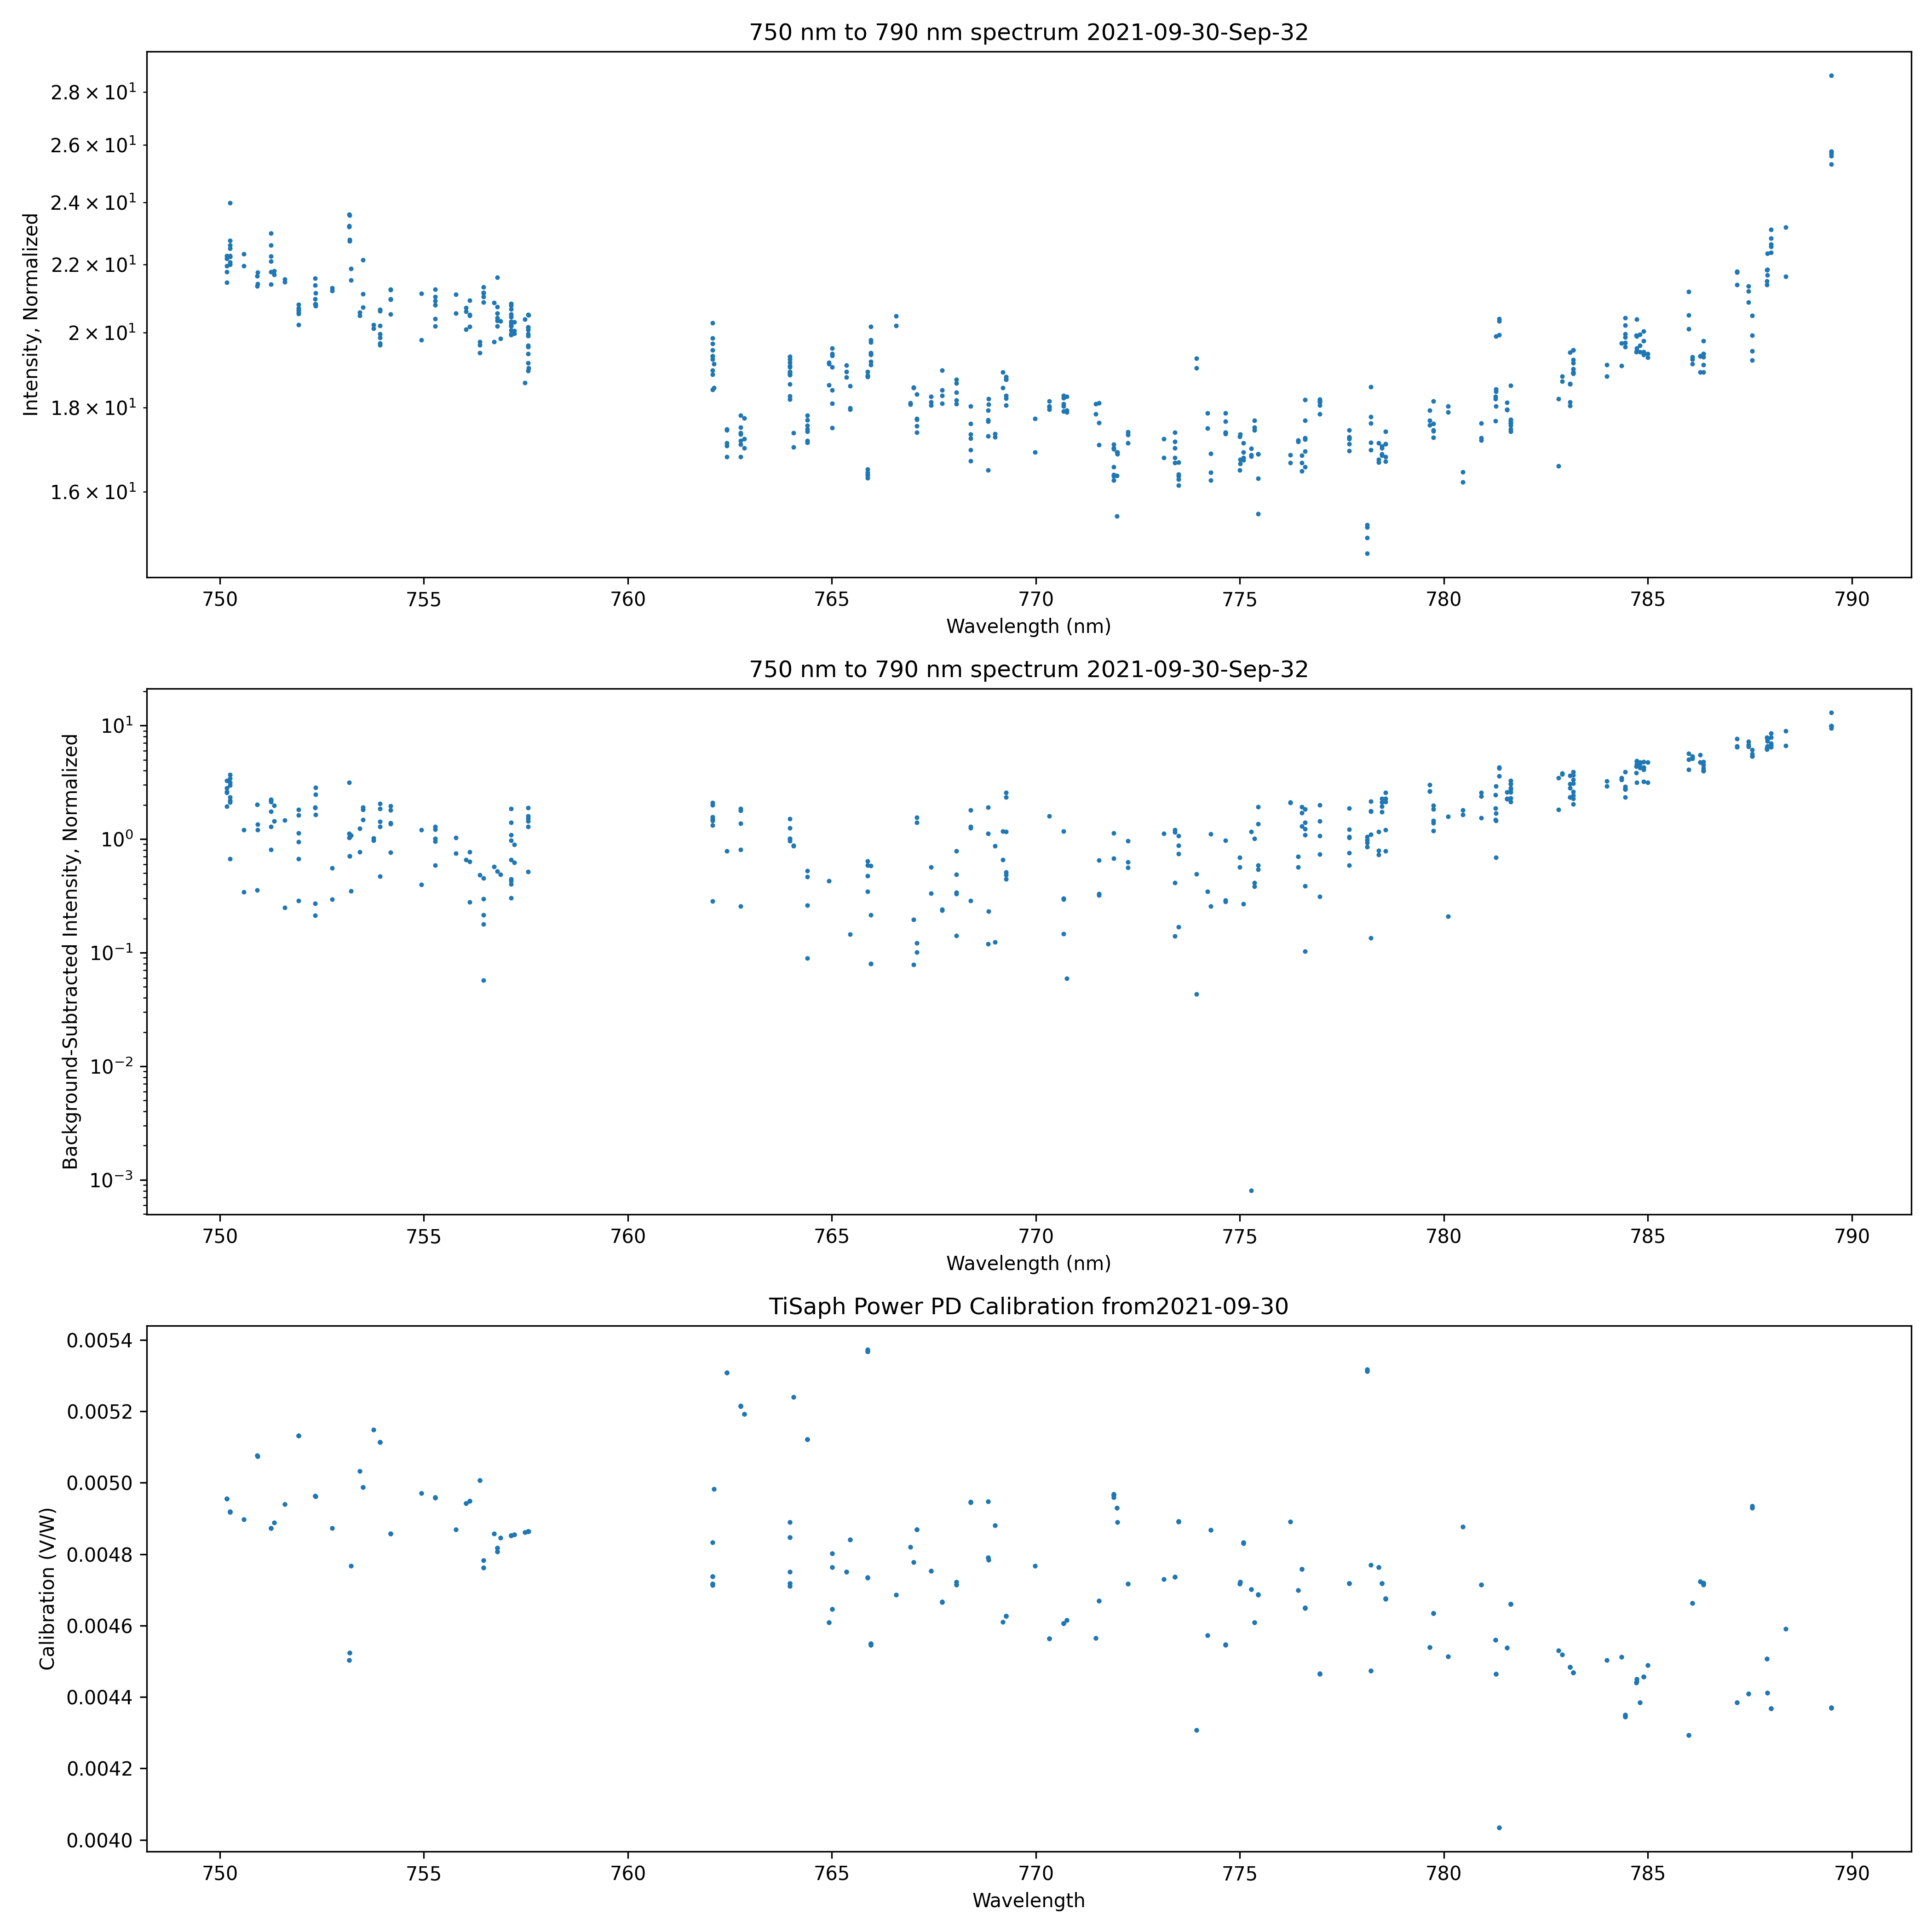 750 nm to 790 nm spectrum 2021-09-30-Sep-32
Intensity, Normalized
2.8 × 10¹
2.6 × 10¹
2.4 × 10¹
2.2 × 10¹
2 × 10¹
1.8 × 10¹
1.6 × 10¹
750 755 760 765 770 775 780 785 790
Wavelength (nm)
750 nm to 790 nm spectrum 2021-09-30-Sep-32
Background-Subtracted Intensity, Normalized
10¹
10⁰
10⁻¹
10⁻²
10⁻³
750 755 760 765 770 775 780 785 790
Wavelength (nm)
TiSaph Power PD Calibration from2021-09-30
Calibration (V/W)
0.0054
0.0052
0.0050
0.0048
0.0046
0.0044
0.0042
0.0040
750 755 760 765 770 775 780 785 790
Wavelength